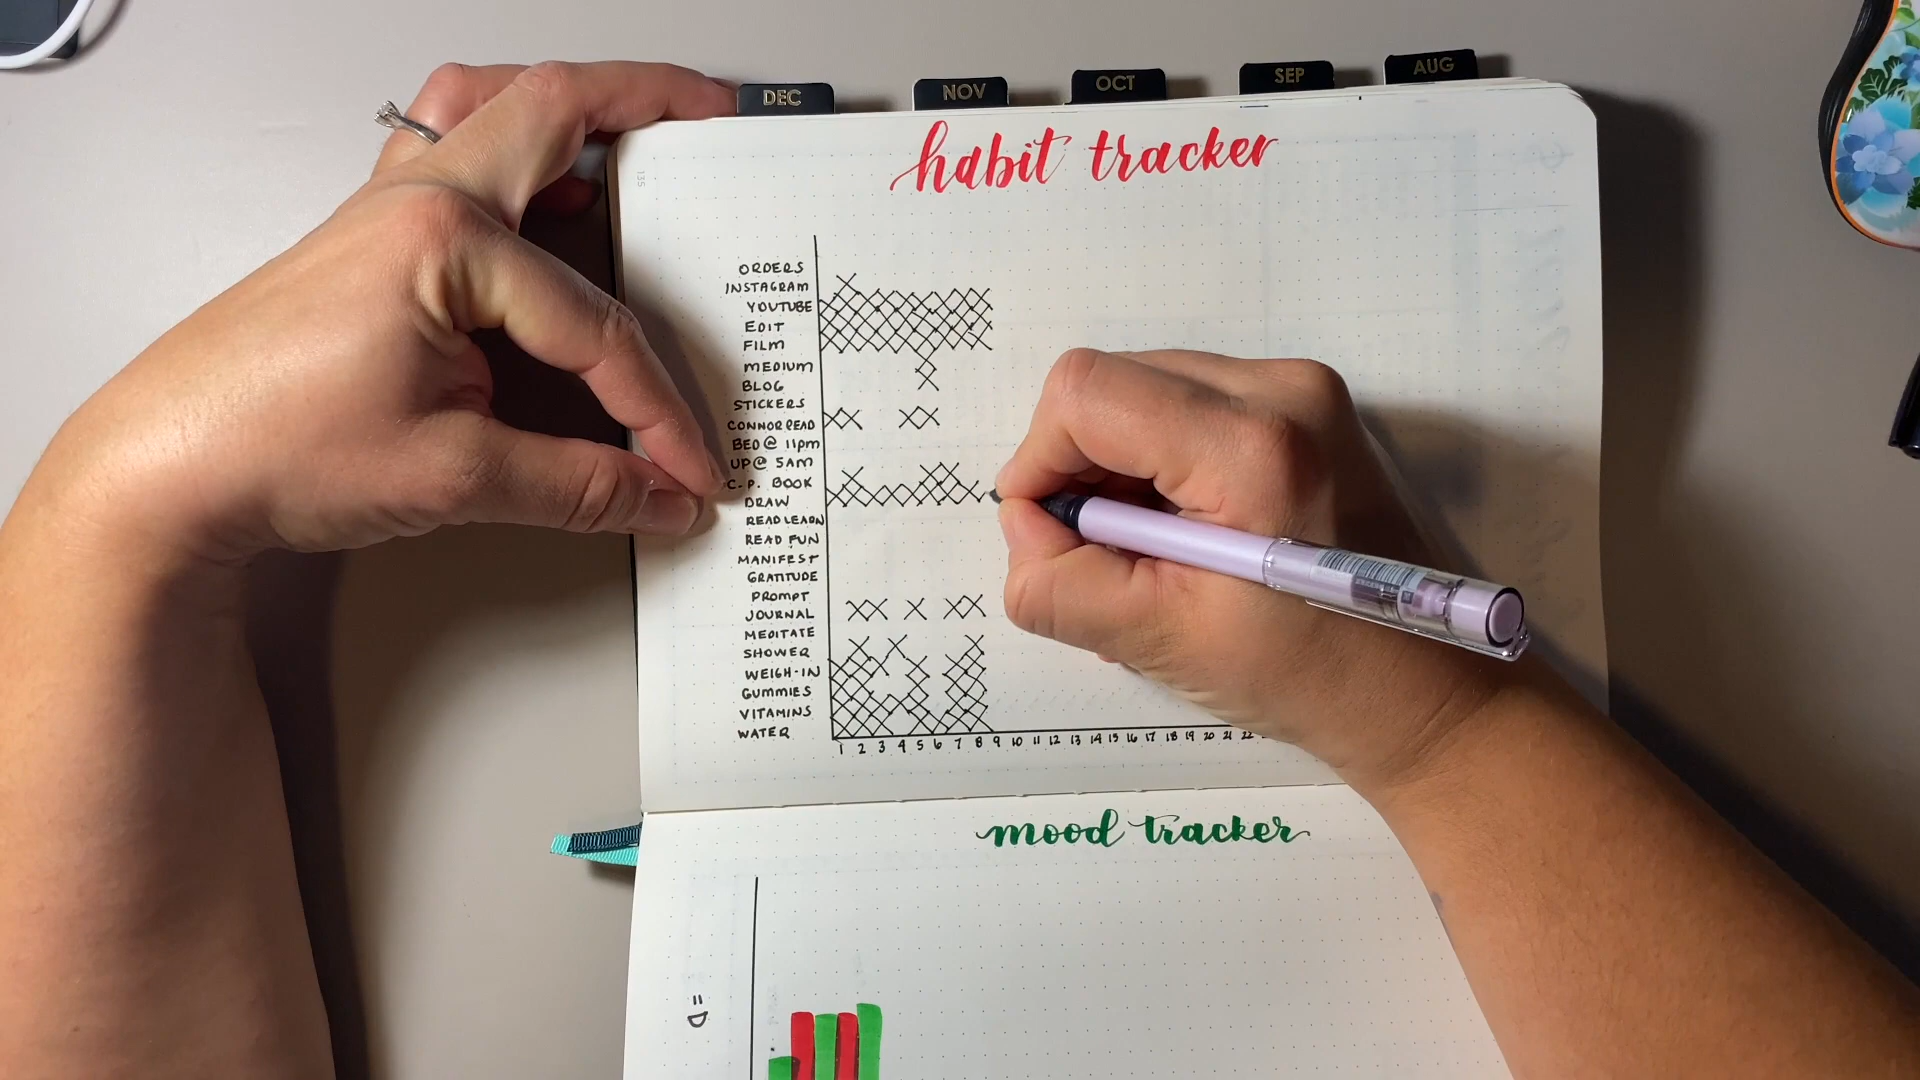 DEC NOV OCT SEP AUG
135
habit tracker
ORDERS
INSTAGRAM
YOUTUBE
EDIT
FILM
MEDIUM
BLOG
STICKERS
CONNOR READ
BED @ 11pm
UP @ 5AM
C.P. BOOK
DRAW
READ LEARN
READ FUN
MANIFEST
GRATITUDE
PROMPT
JOURNAL
MEDITATE
SHOWER
WEIGH-IN
GUMMIES
VITAMINS
WATER
1 2 3 4 5 6 7 8 9 10 11 12 13 14 15 16 17 18 19 20 21 22
mood tracker
=D